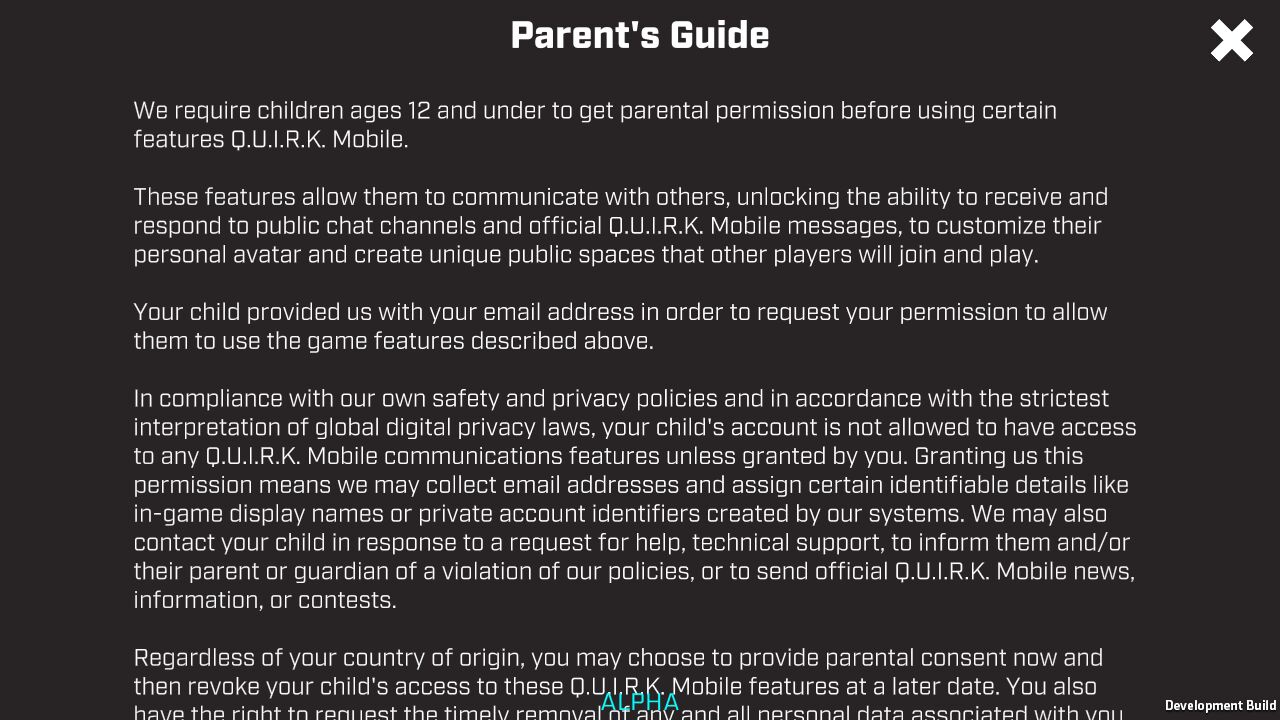 Parent's Guide
We require children ages 12 and under to get parental permission before using certain
features Q.U.I.R.K. Mobile.
These features allow them to communicate with others, unlocking the ability to receive and
respond to public chat channels and official Q.U.I.R.K. Mobile messages, to customize their
personal avatar and create unique public spaces that other players will join and play.
Your child provided us with your email address in order to request your permission to allow
them to use the game features described above.
In compliance with our own safety and privacy policies and in accordance with the strictest
interpretation of global digital privacy laws, your child's account is not allowed to have access
to any Q.U.I.R.K. Mobile communications features unless granted by you. Granting us this
permission means we may collect email addresses and assign certain identifiable details like
in-game display names or private account identifiers created by our systems. We may also
contact your child in response to a request for help, technical support, to inform them and/or
their parent or guardian of a violation of our policies, or to send official Q.U.I.R.K. Mobile news,
information, or contests.
Regardless of your country of origin, you may choose to provide parental consent now and
then revoke your child's access to these Q.U.I.R.K. Mobile features at a later date. You also
have the right to request the timely removal of any and all personal data associated with you
ALPHA
Development Build